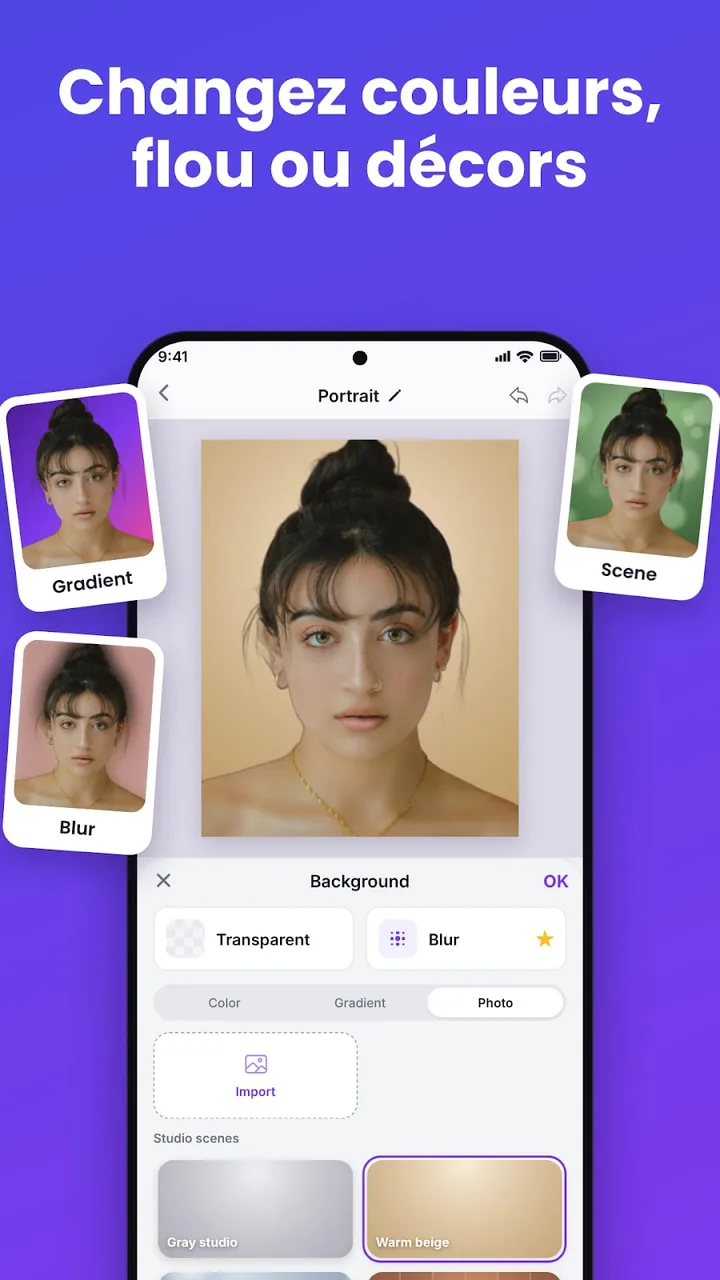 Changez couleurs,
flou ou décors
9:41
Portrait
Gradient
Scene
Blur
Background
OK
Transparent
Blur
Color
Gradient
Photo
Import
Studio scenes
Gray studio
Warm beige